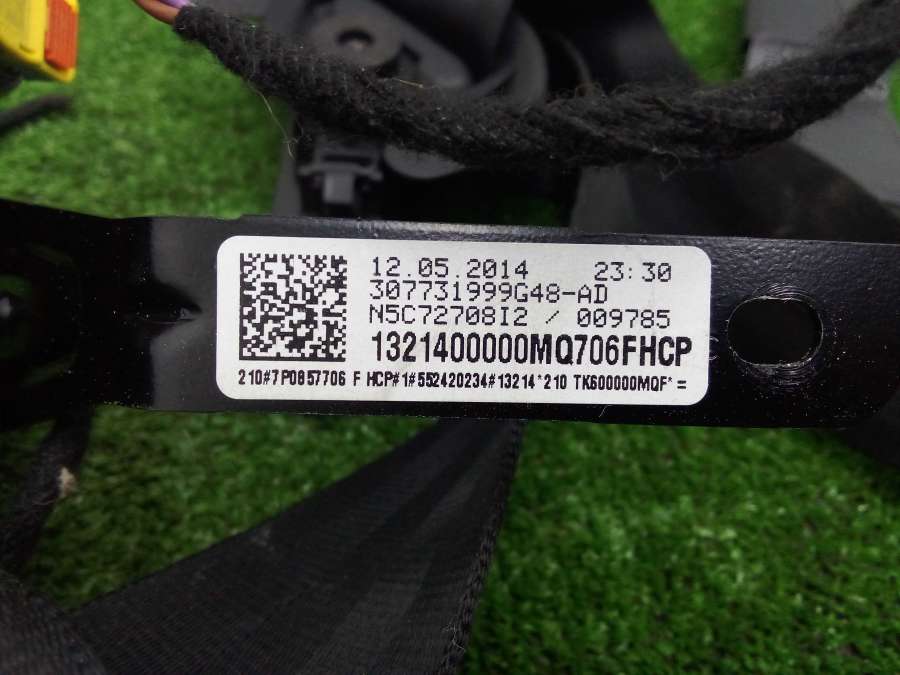 12.05.2014 23:30
307731999G48-AD
N5C72708I2 / 009785
1321400000MQ706FHCP
210#7P0857706 F HCP#1#552420234#13214*210 TK600000MQF*=